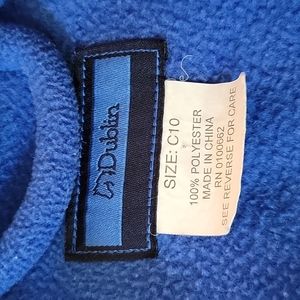 Dublin
SIZE: C10
100% POLYESTER
MADE IN CHINA
RN 0100662
SEE REVERSE FOR CARE